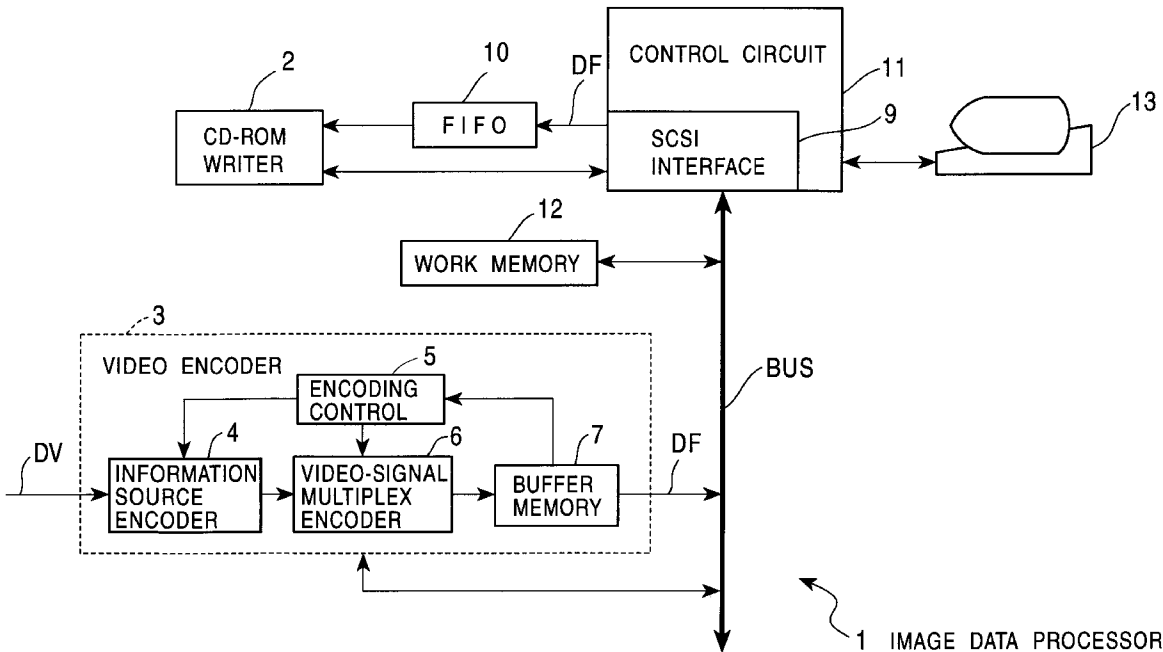 CONTROL CIRCUIT
11
2
10
DF
13
CD-ROM
WRITER
FIFO
9
SCSI
INTERFACE
12
WORK MEMORY
3
VIDEO ENCODER
5
ENCODING
CONTROL
BUS
DV
4
6
7
DF
INFORMATION
SOURCE
ENCODER
VIDEO-SIGNAL
MULTIPLEX
ENCODER
BUFFER
MEMORY
1 IMAGE DATA PROCESSOR